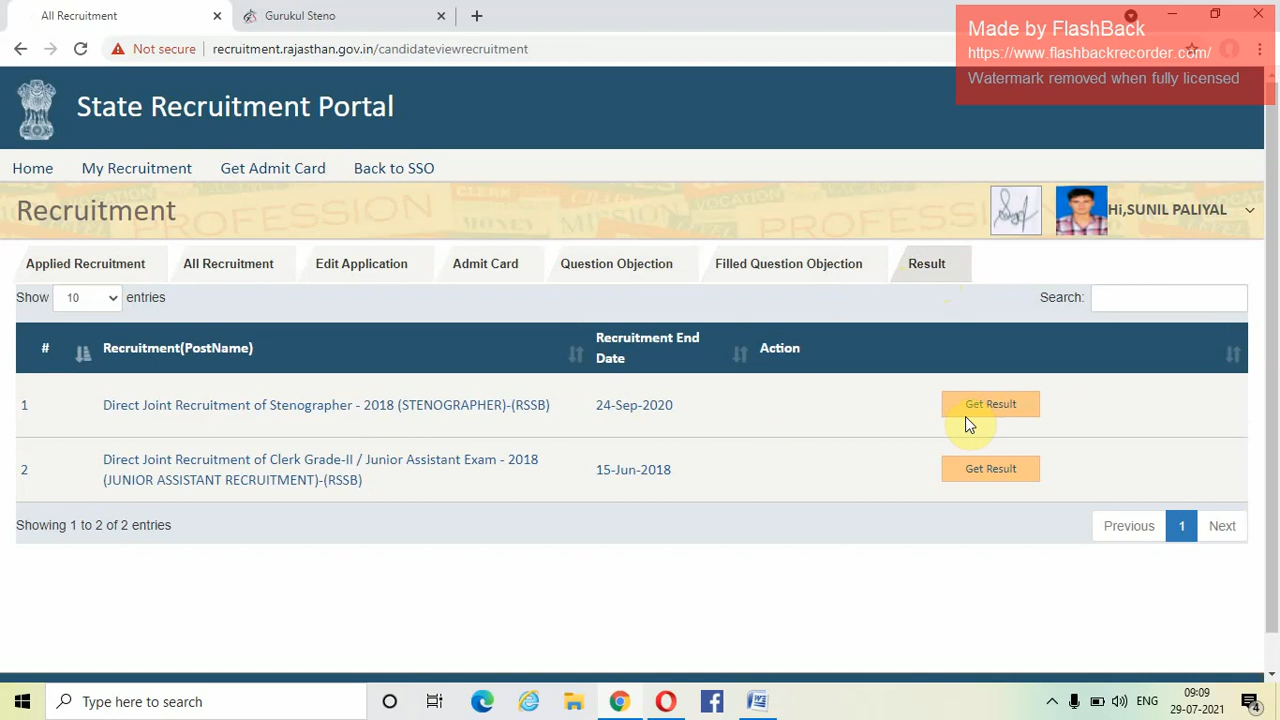 All Recruitment
Gurukul Steno
Not secure
recruitment.rajasthan.gov.in/candidateviewrecruitment
Made by FlashBack
https://www.flashbackrecorder.com/
Watermark removed when fully licensed
State Recruitment Portal
Home
My Recruitment
Get Admit Card
Back to SSO
Recruitment
Hi,SUNIL PALIYAL
Applied Recruitment
All Recruitment
Edit Application
Admit Card
Question Objection
Filled Question Objection
Result
Show 10 entries
Search:
#
Recruitment(PostName)
Recruitment End
Date
Action
1
Direct Joint Recruitment of Stenographer - 2018 (STENOGRAPHER)-(RSSB)
24-Sep-2020
Get Result
2
Direct Joint Recruitment of Clerk Grade-II / Junior Assistant Exam - 2018
(JUNIOR ASSISTANT RECRUITMENT)-(RSSB)
15-Jun-2018
Get Result
Showing 1 to 2 of 2 entries
Previous
1
Next
Type here to search
ENG
09:09
29-07-2021
4